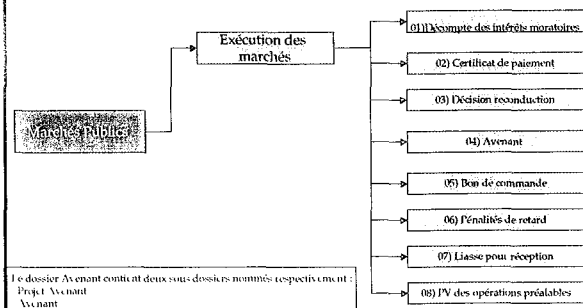 Marchés Publics
Exécution des
marchés
01)Décompte des intérêts moratoires
02) Certificat de paiement
03) Décision reconduction
04) Avenant
05) Bon de commande
06) Pénalités de retard
07) Liasse pour réception
08) PV des opérations préalables
Le dossier Avenant contient deux sous dossiers nommés respectivement :
Projet Avenant
Avenant